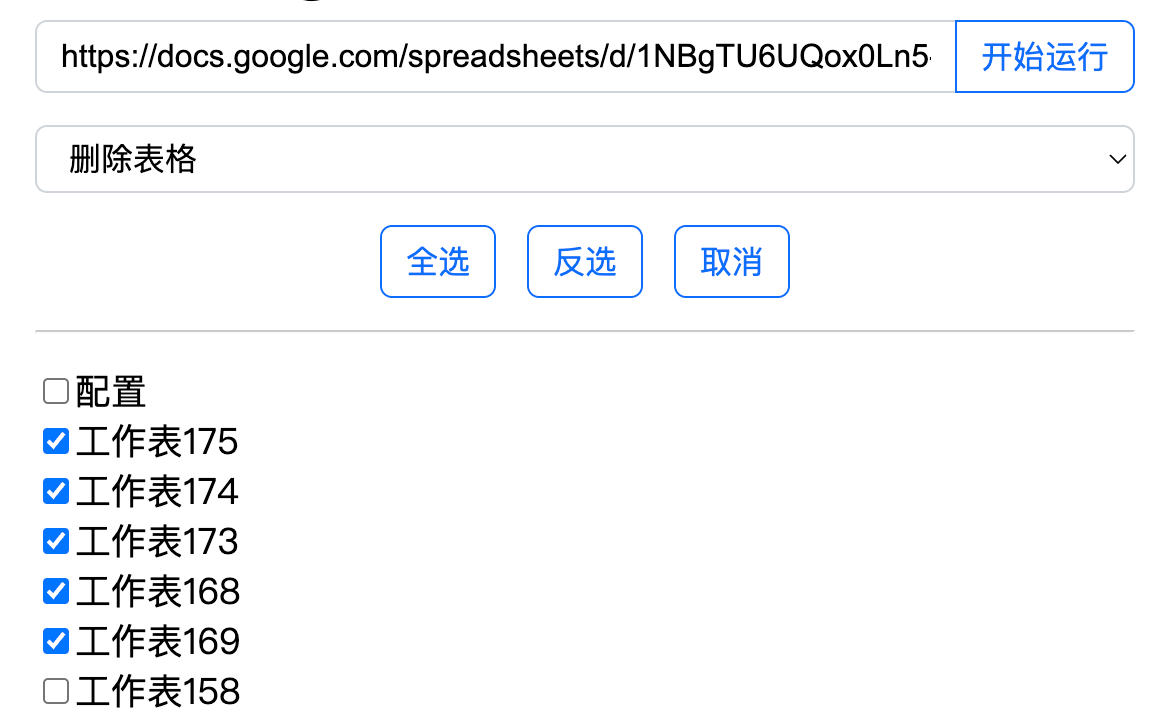 https://docs.google.com/spreadsheets/d/1NBgTU6UQox0Ln5 开始运行
删除表格
全选 反选 取消
配置
工作表175
工作表174
工作表173
工作表168
工作表169
工作表158